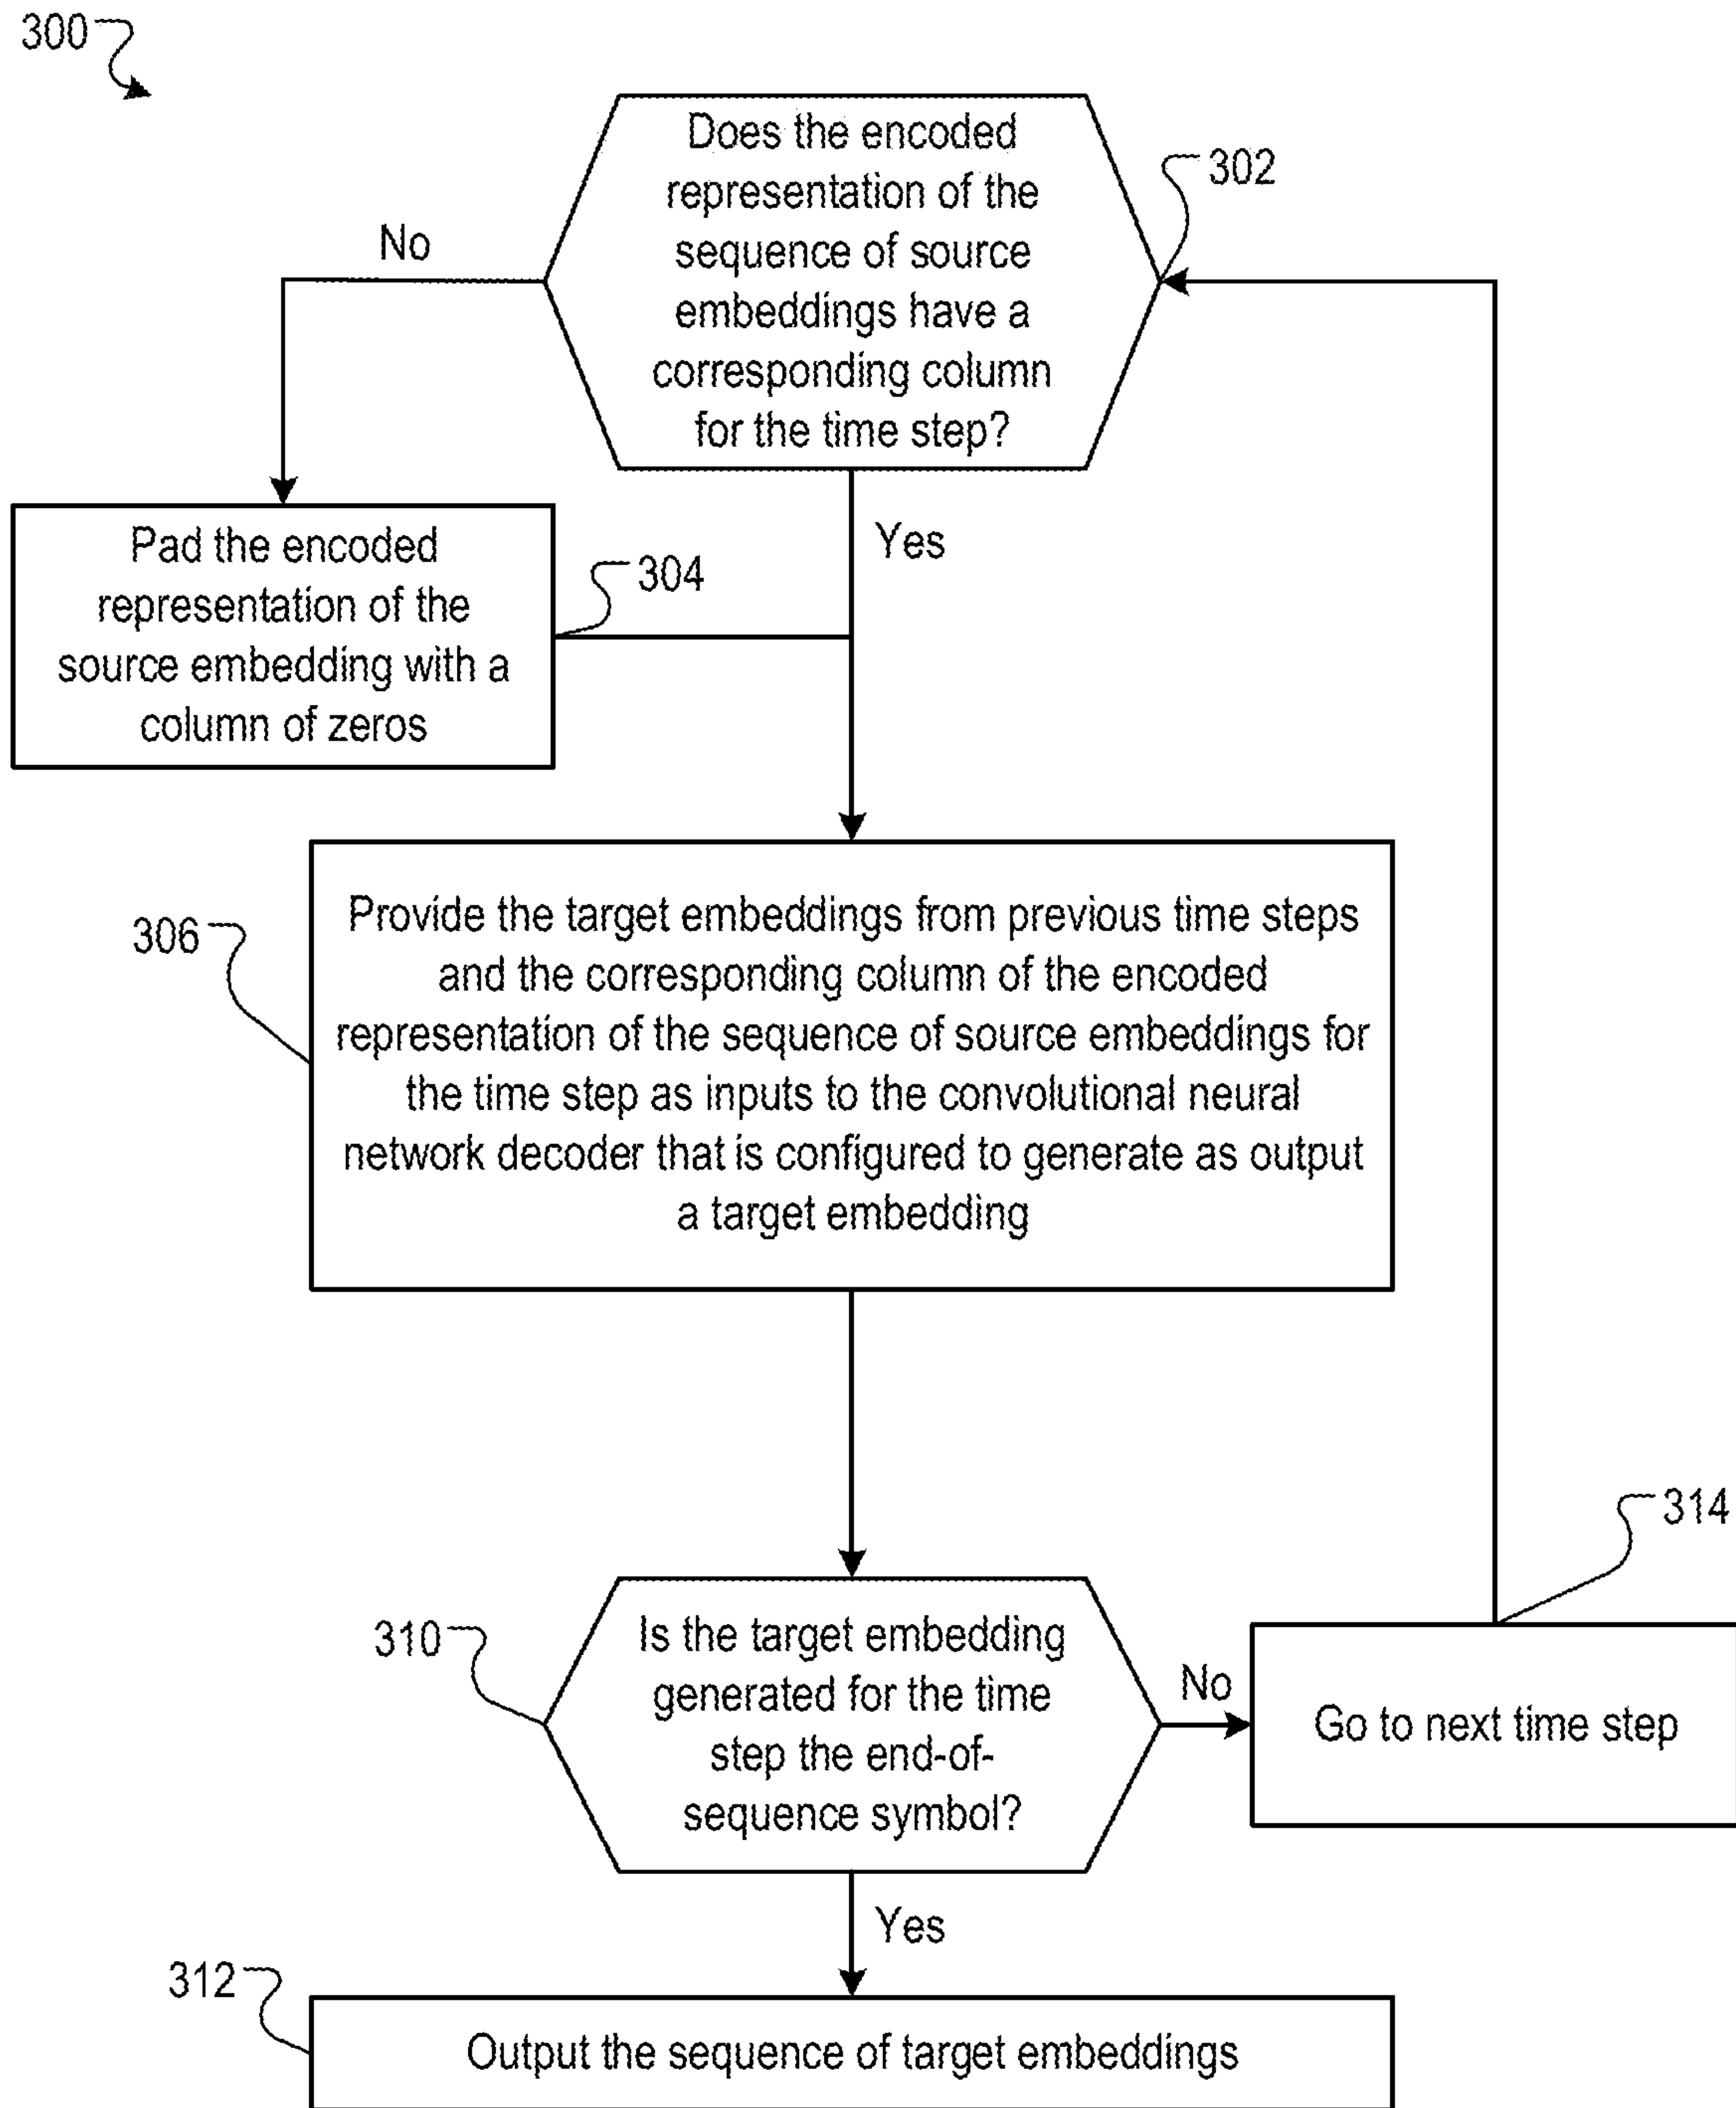 300
Does the encoded
representation of the
sequence of source
embeddings have a
corresponding column
for the time step?
302
No
Yes
Pad the encoded
representation of the
source embedding with a
column of zeros
304
306
Provide the target embeddings from previous time steps
and the corresponding column of the encoded
representation of the sequence of source embeddings for
the time step as inputs to the convolutional neural
network decoder that is configured to generate as output
a target embedding
310
Is the target embedding
generated for the time
step the end-of-
sequence symbol?
No
314
Go to next time step
Yes
312
Output the sequence of target embeddings